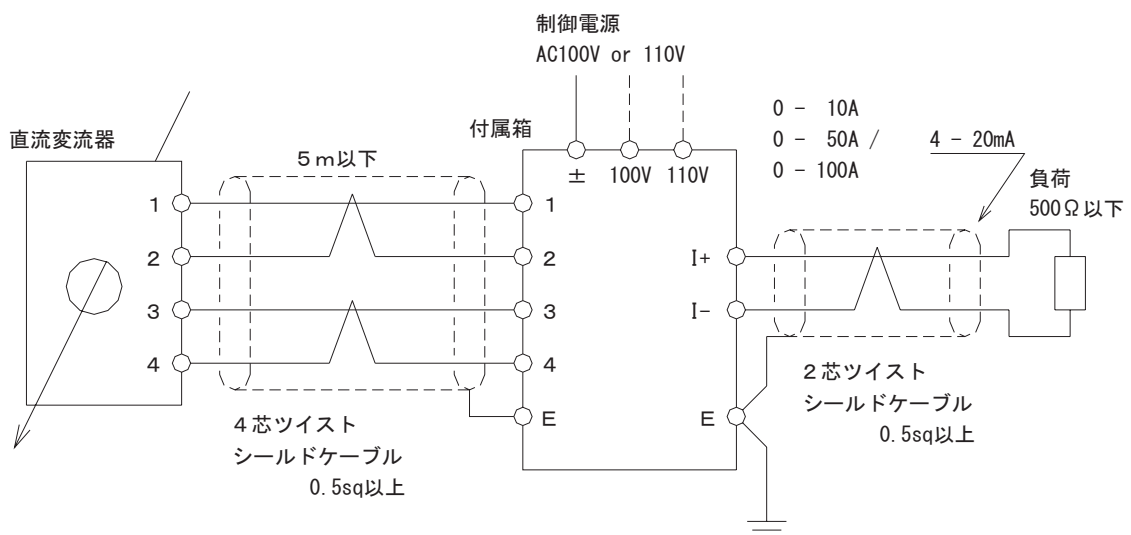 制御電源
AC100V or 110V
直流変流器
付属箱
5m以下
± 100V 110V
0 - 10A
0 - 50A /
0 - 100A
4 - 20mA
負荷
500Ω以下
1
2
3
4
1
2
3
4
E
I+
I-
E
4芯ツイスト
シールドケーブル
0.5sq以上
2芯ツイスト
シールドケーブル
0.5sq以上